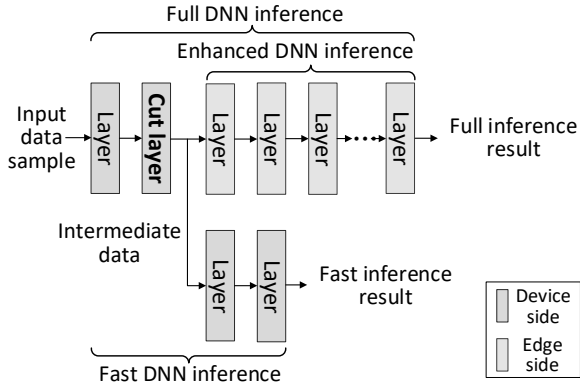 Full DNN inference
Enhanced DNN inference
Input
data
sample
Layer
Cut layer
Layer
Layer
Layer
Layer
Full inference
result
Intermediate
data
Layer
Layer
Fast inference
result
Fast DNN inference
Device
side
Edge
side